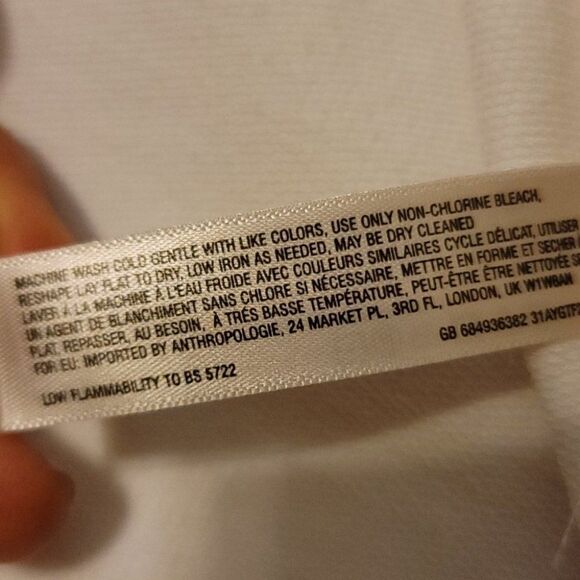 MACHINE WASH COLD GENTLE WITH LIKE COLORS, USE ONLY NON-CHLORINE BLEACH,
RESHAPE LAY FLAT TO DRY, LOW IRON AS NEEDED, MAY BE DRY CLEANED
LAVER A LA MACHINE À L'EAU FROIDE AVEC COULEURS SIMILAIRES CYCLE DÉLICAT, UTILISER
UN AGENT DE BLANCHIMENT SANS CHLORE SI NÉCESSAIRE, METTRE EN FORME ET SECHER
PLAT, REPASSER, AU BESOIN, À TRÉS BASSE TEMPÉRATURE, PEUT-ÊTRE ÊTRE NETTOYÉE
FOR EU: IMPORTED BY ANTHROPOLOGIE, 24 MARKET PL, 3RD FL, LONDON, UK W1W8AN
LOW FLAMMABILITY TO BS 5722
GB 684936382